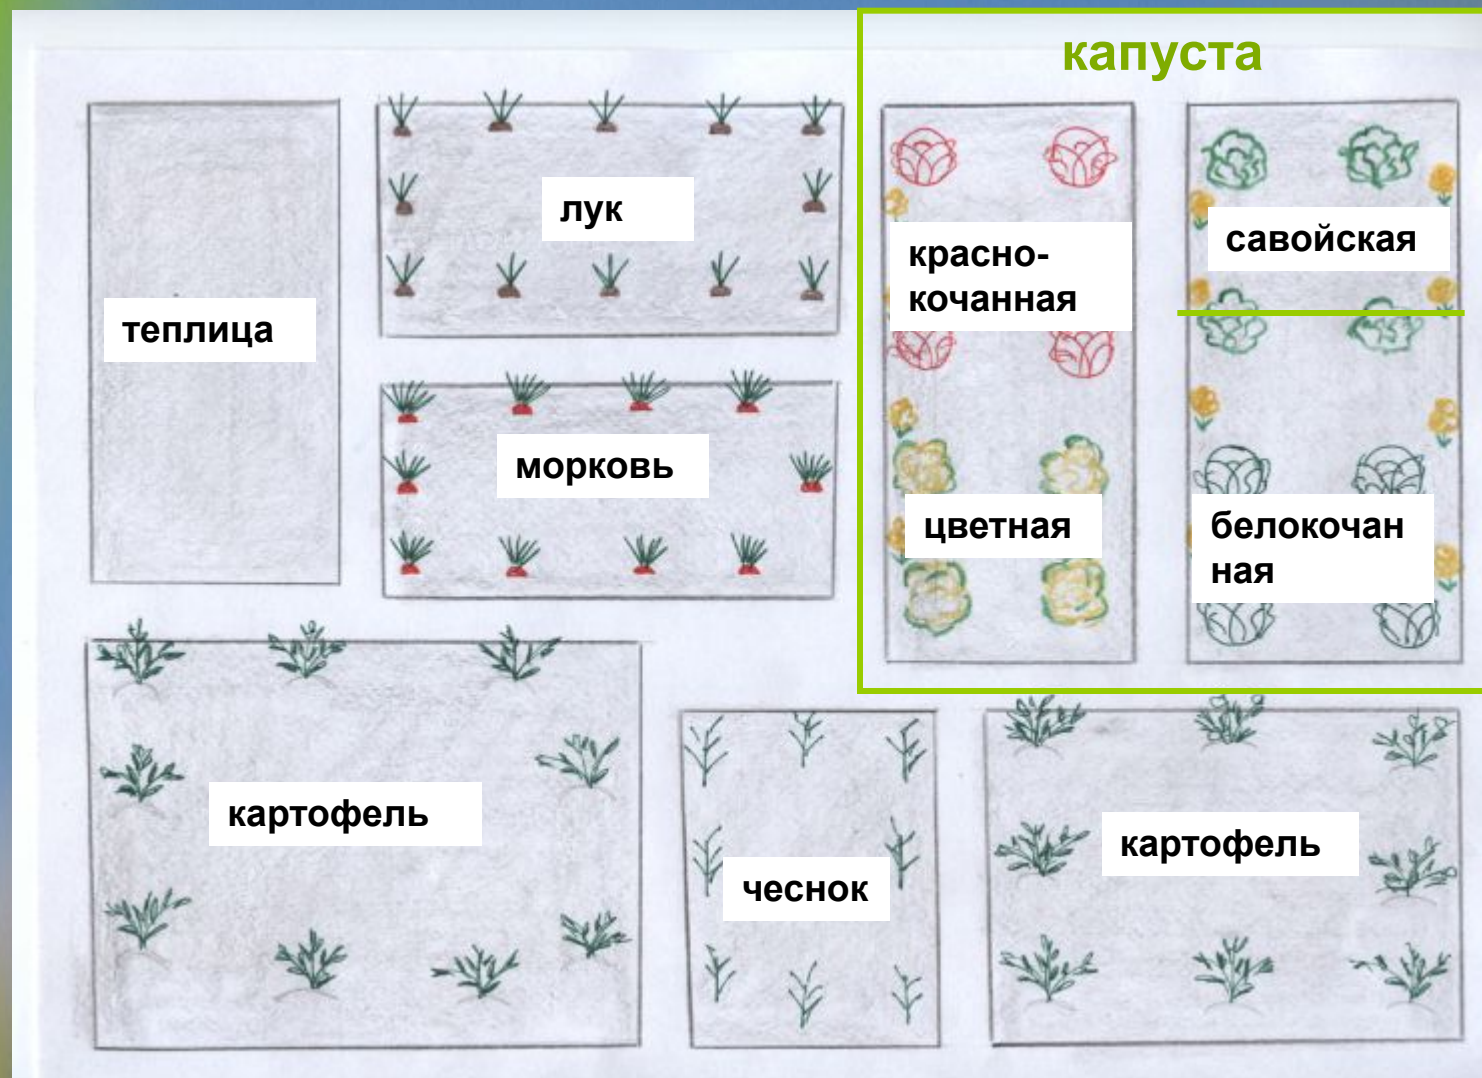 капуста
теплица
лук
морковь
красно-
кочанная
савойская
цветная
белокочан
ная
картофель
чеснок
картофель